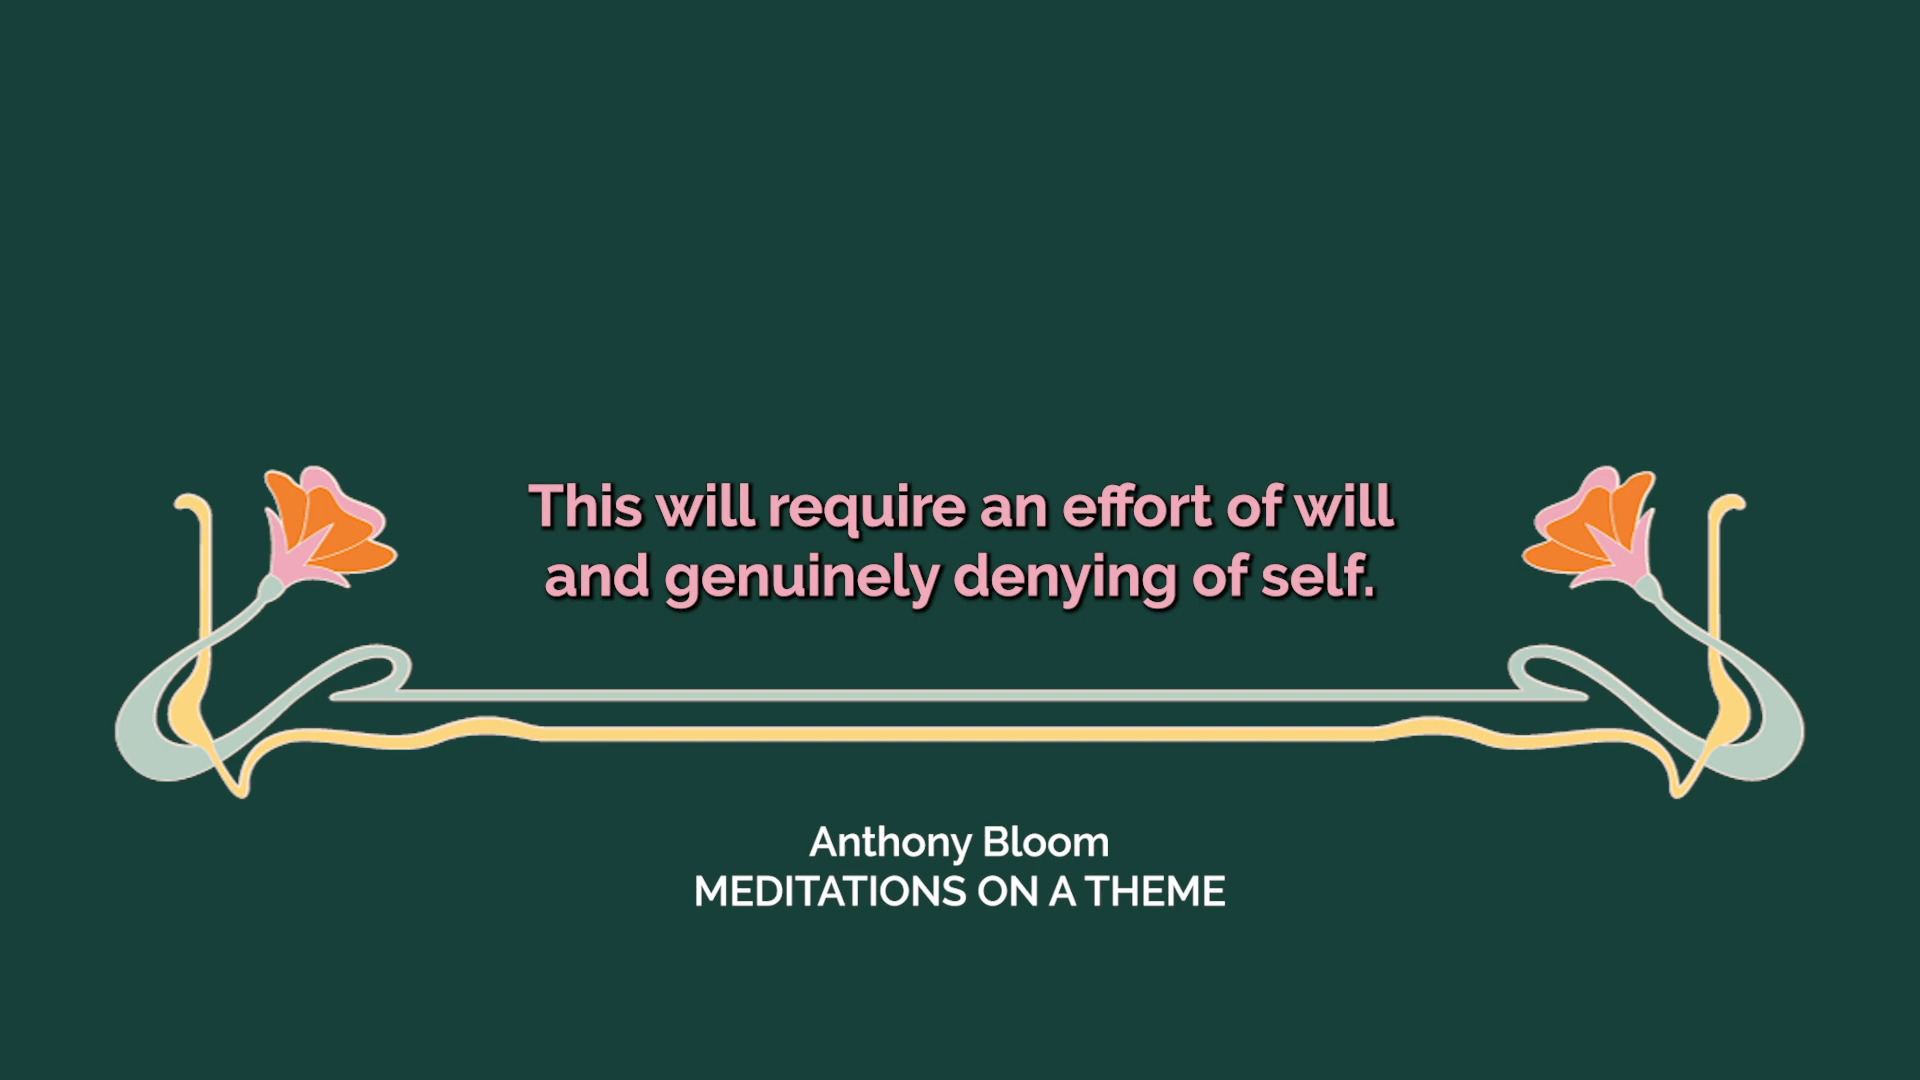 This will require an effort of will
and genuinely denying of self.
Anthony Bloom
MEDITATIONS ON A THEME